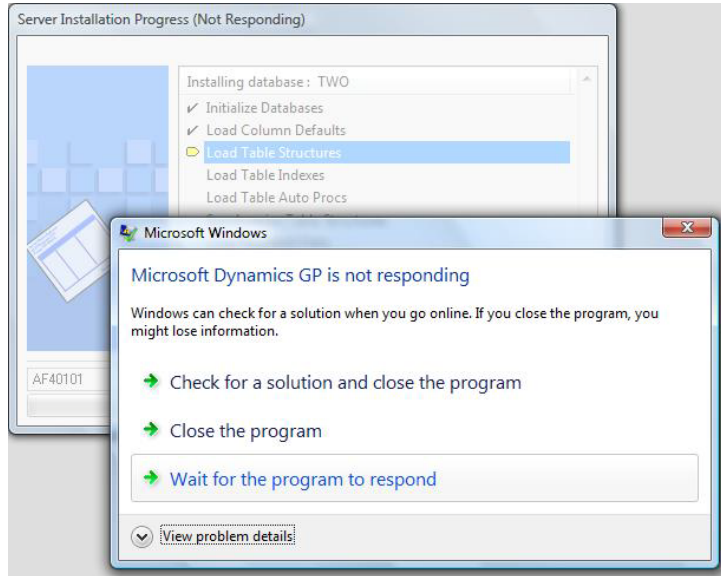 Server Installation Progress (Not Responding)
Installing database : TWO
Initialize Databases
Load Column Defaults
Load Table Structures
Load Table Indexes
Load Table Auto Procs
Microsoft Windows
Microsoft Dynamics GP is not responding
Windows can check for a solution when you go online. If you close the program, you
might lose information.
AF40101
Check for a solution and close the program
Close the program
Wait for the program to respond
View problem details